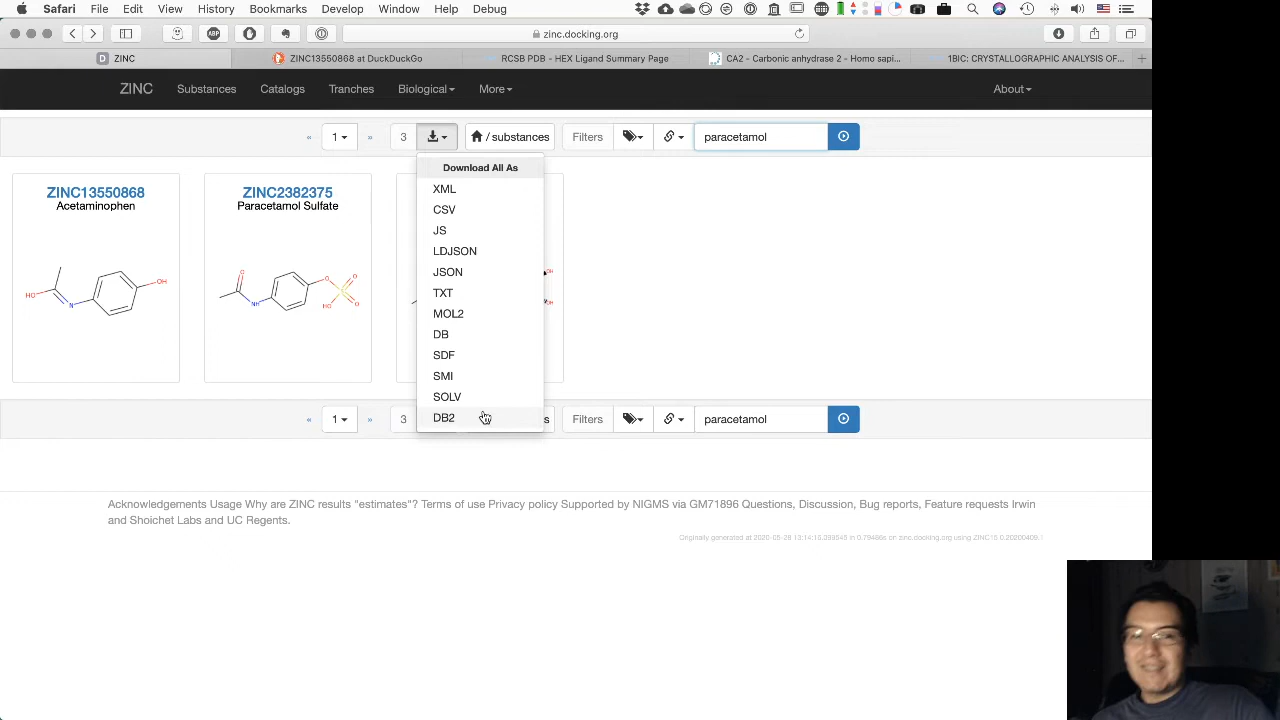 Safari File Edit View History Bookmarks Develop Window Help Debug
zinc.docking.org
ABP
D ZINC
ZINC13550868 at DuckDuckGo
RCSB PDB - HEX Ligand Summary Page
CA2 - Carbonic anhydrase 2 - Homo sapi...
1BIC: CRYSTALLOGRAPHIC ANALYSIS OF...
ZINC Substances Catalogs Tranches Biological More About
« 1 » 3 / substances Filters paracetamol
Download All As
XML
CSV
JS
LDJSON
JSON
TXT
MOL2
DB
SDF
SMI
SOLV
DB2
ZINC13550868
Acetaminophen
HO N OH
ZINC2382375
Paracetamol Sulfate
O NH O S O HO O
OH
« 1 » 3 s Filters paracetamol
Acknowledgements Usage Why are ZINC results "estimates"? Terms of use Privacy policy Supported by NIGMS via GM71896 Questions, Discussion, Bug reports, Feature requests Irwin
and Shoichet Labs and UC Regents.